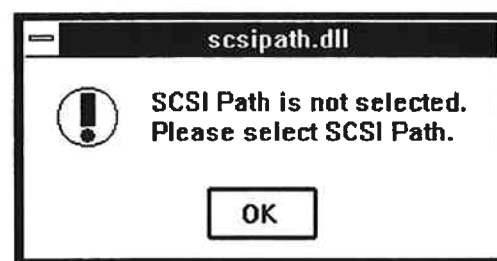 scsipath.dll
SCSI Path is not selected.
Please select SCSI Path.
OK